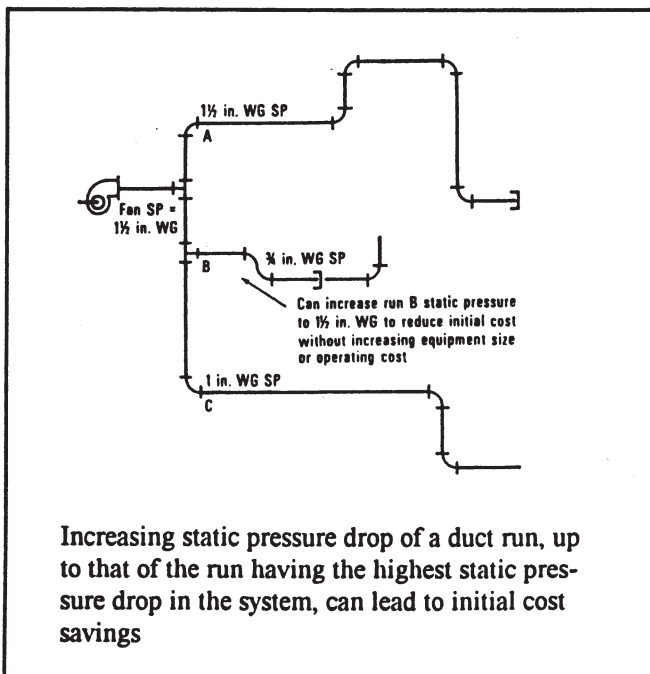 1½ in. WG SP
A
Fan SP =
1½ in. WG
¾ in. WG SP
B
Can increase run B static pressure
to 1½ in. WG to reduce initial cost
without increasing equipment size
or operating cost
1 in. WG SP
C
Increasing static pressure drop of a duct run, up
to that of the run having the highest static pres-
sure drop in the system, can lead to initial cost
savings